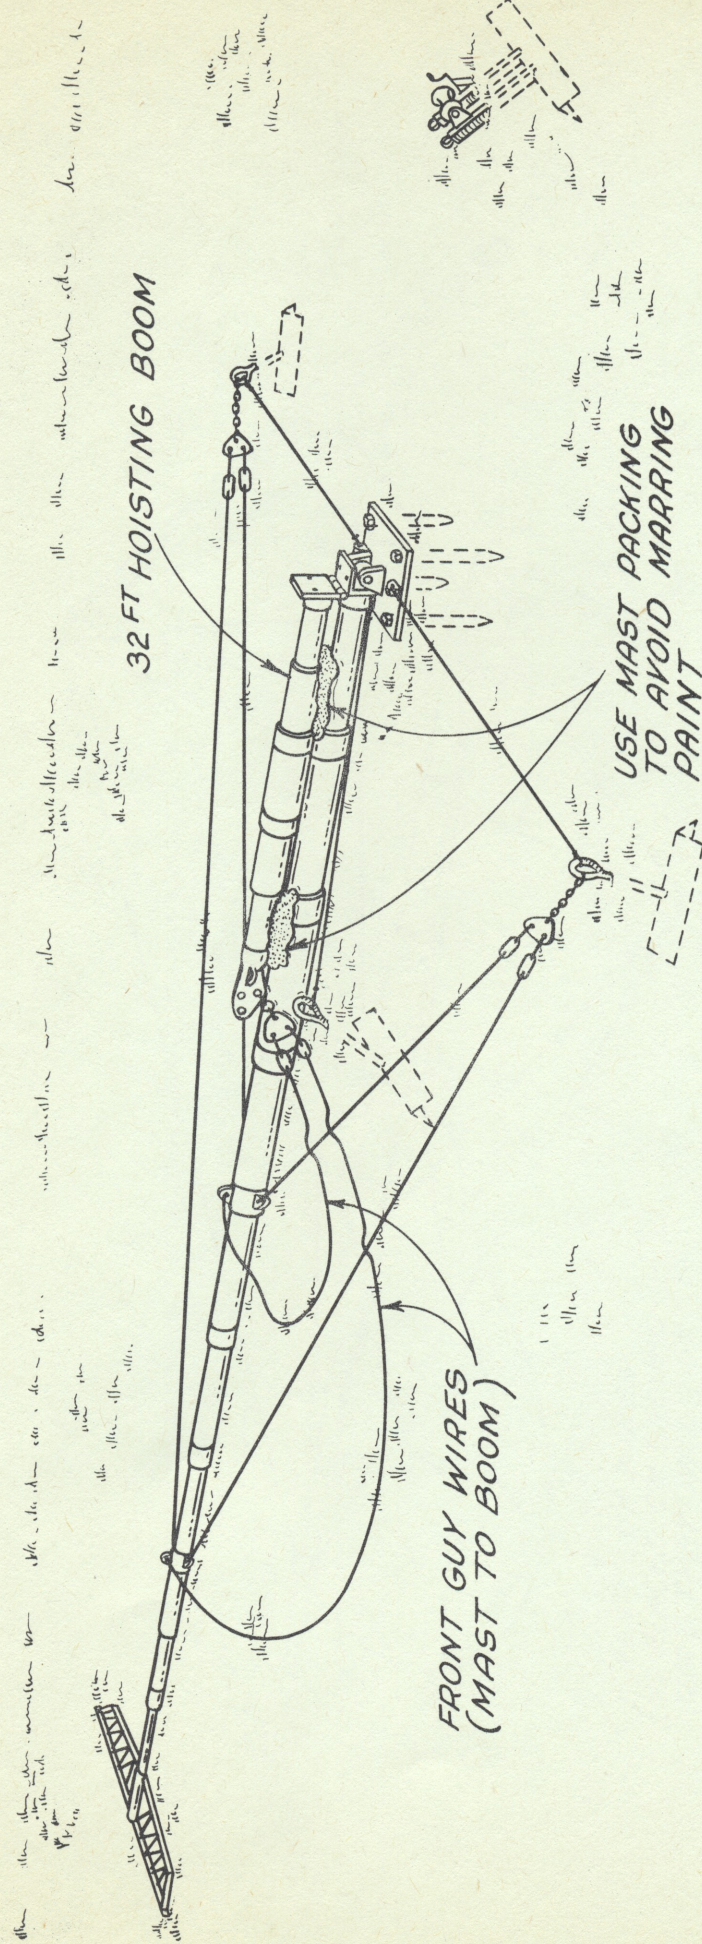 32 FT HOISTING BOOM
USE MAST PACKING
TO AVOID MARRING
PAINT
FRONT GUY WIRES
(MAST TO BOOM)